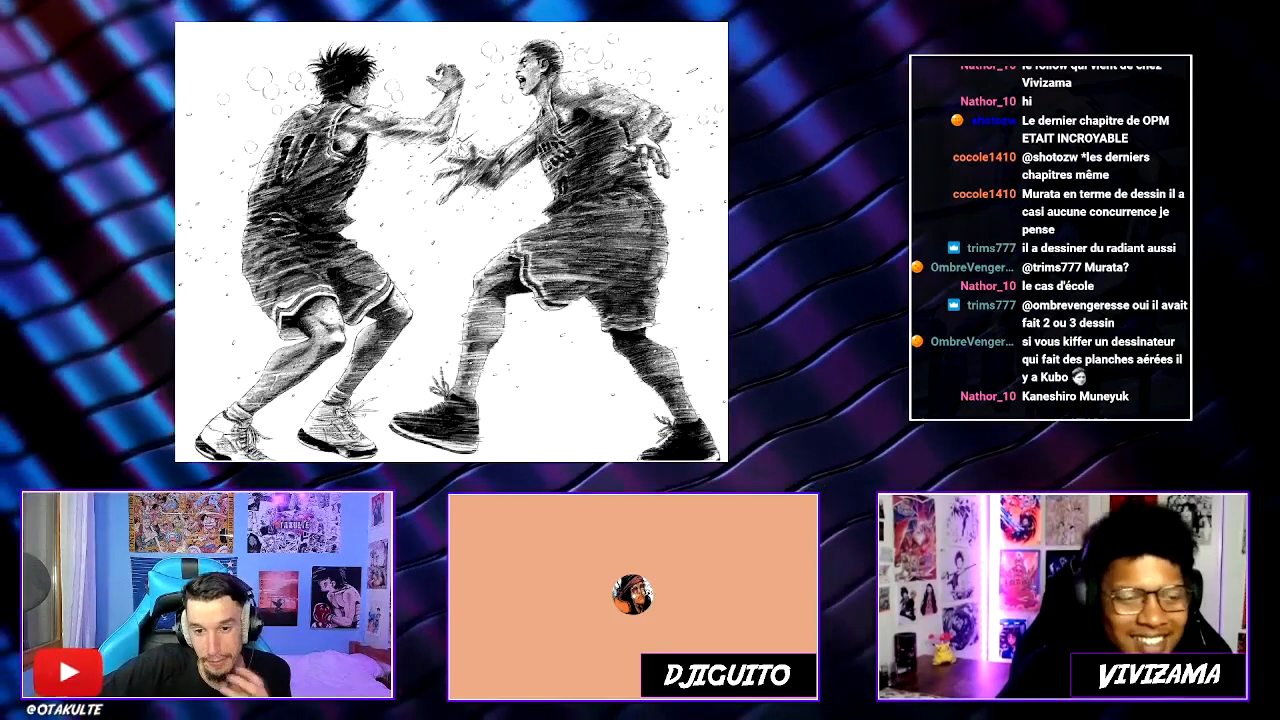 Nathor_10 le follow qui vient de chez
Vivizama
Nathor_10 hi
shotozw Le dernier chapitre de OPM
ETAIT INCROYABLE
cocole1410 @shotozw *les derniers
chapitres même
cocole1410 Murata en terme de dessin il a
casi aucune concurrence je
pense
trims777 il a dessiner du radiant aussi
OmbreVenger... @trims777 Murata?
Nathor_10 le cas d'école
trims777 @ombrevengeresse oui il avait
fait 2 ou 3 dessin
OmbreVenger... si vous kiffer un dessinateur
qui fait des planches aérées il
y a Kubo
Nathor_10 Kaneshiro Muneyuk
TAKULTE
DJIGUITO
VIVIZAMA
@OTAKULTE